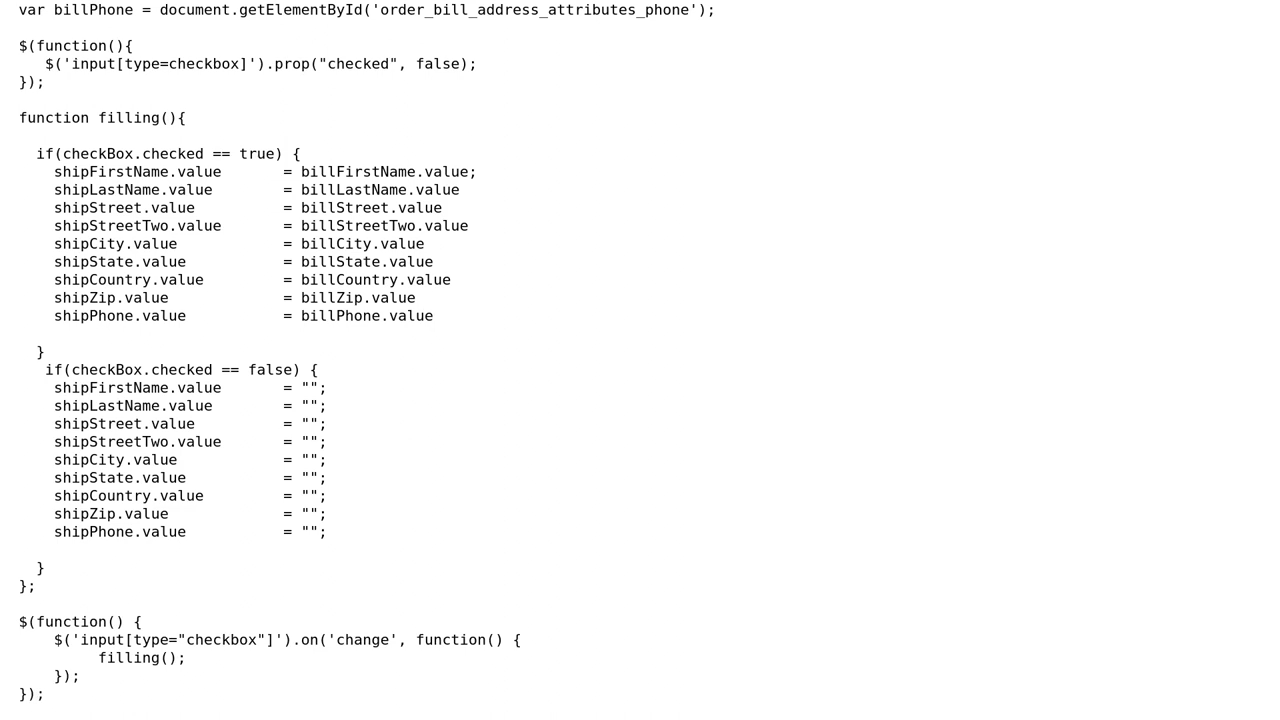 var billPhone = document.getElementById('order_bill_address_attributes_phone');

$(function(){
   $('input[type=checkbox]').prop("checked", false);
});

function filling(){

  if(checkBox.checked == true) {
    shipFirstName.value       = billFirstName.value;
    shipLastName.value        = billLastName.value
    shipStreet.value          = billStreet.value
    shipStreetTwo.value       = billStreetTwo.value
    shipCity.value            = billCity.value
    shipState.value           = billState.value
    shipCountry.value         = billCountry.value
    shipZip.value             = billZip.value
    shipPhone.value           = billPhone.value

  }
   if(checkBox.checked == false) {
    shipFirstName.value       = "";
    shipLastName.value        = "";
    shipStreet.value          = "";
    shipStreetTwo.value       = "";
    shipCity.value            = "";
    shipState.value           = "";
    shipCountry.value         = "";
    shipZip.value             = "";
    shipPhone.value           = "";

  }
};

$(function() {
    $('input[type="checkbox"]').on('change', function() {
         filling();
    });
});